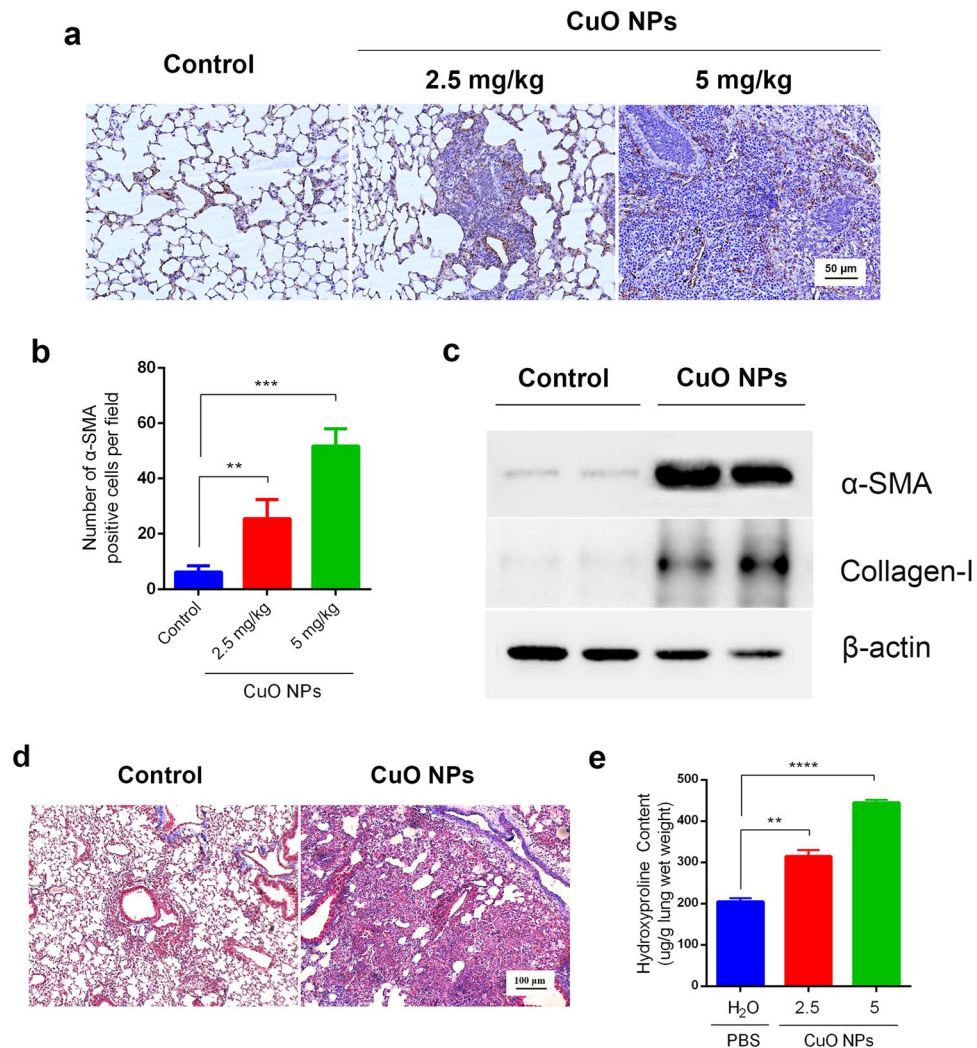 a
CuO NPs
Control
2.5 mg/kg
5 mg/kg
50 µm
b
Number of α-SMA
positive cells per field
80
60
40
20
0
***
**
Control
2.5 mg/kg
5 mg/kg
CuO NPs
c
Control
CuO NPs
α-SMA
Collagen-I
β-actin
d
Control
CuO NPs
100 µm
e
Hydroxyproline Content
(ug/g lung wet weight)
500
400
300
200
100
0
****
**
H₂O
2.5
5
PBS
CuO NPs